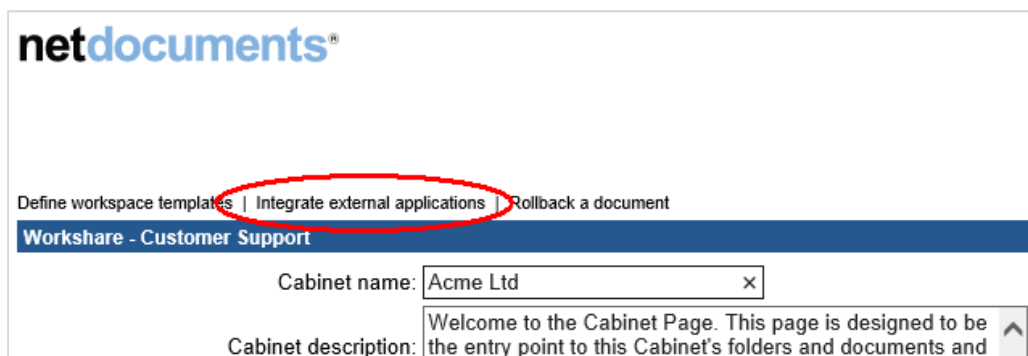 netdocuments®
Define workspace templates | Integrate external applications | Rollback a document
Workshare - Customer Support
Cabinet name: Acme Ltd ×
Welcome to the Cabinet Page. This page is designed to be
Cabinet description: the entry point to this Cabinet's folders and documents and